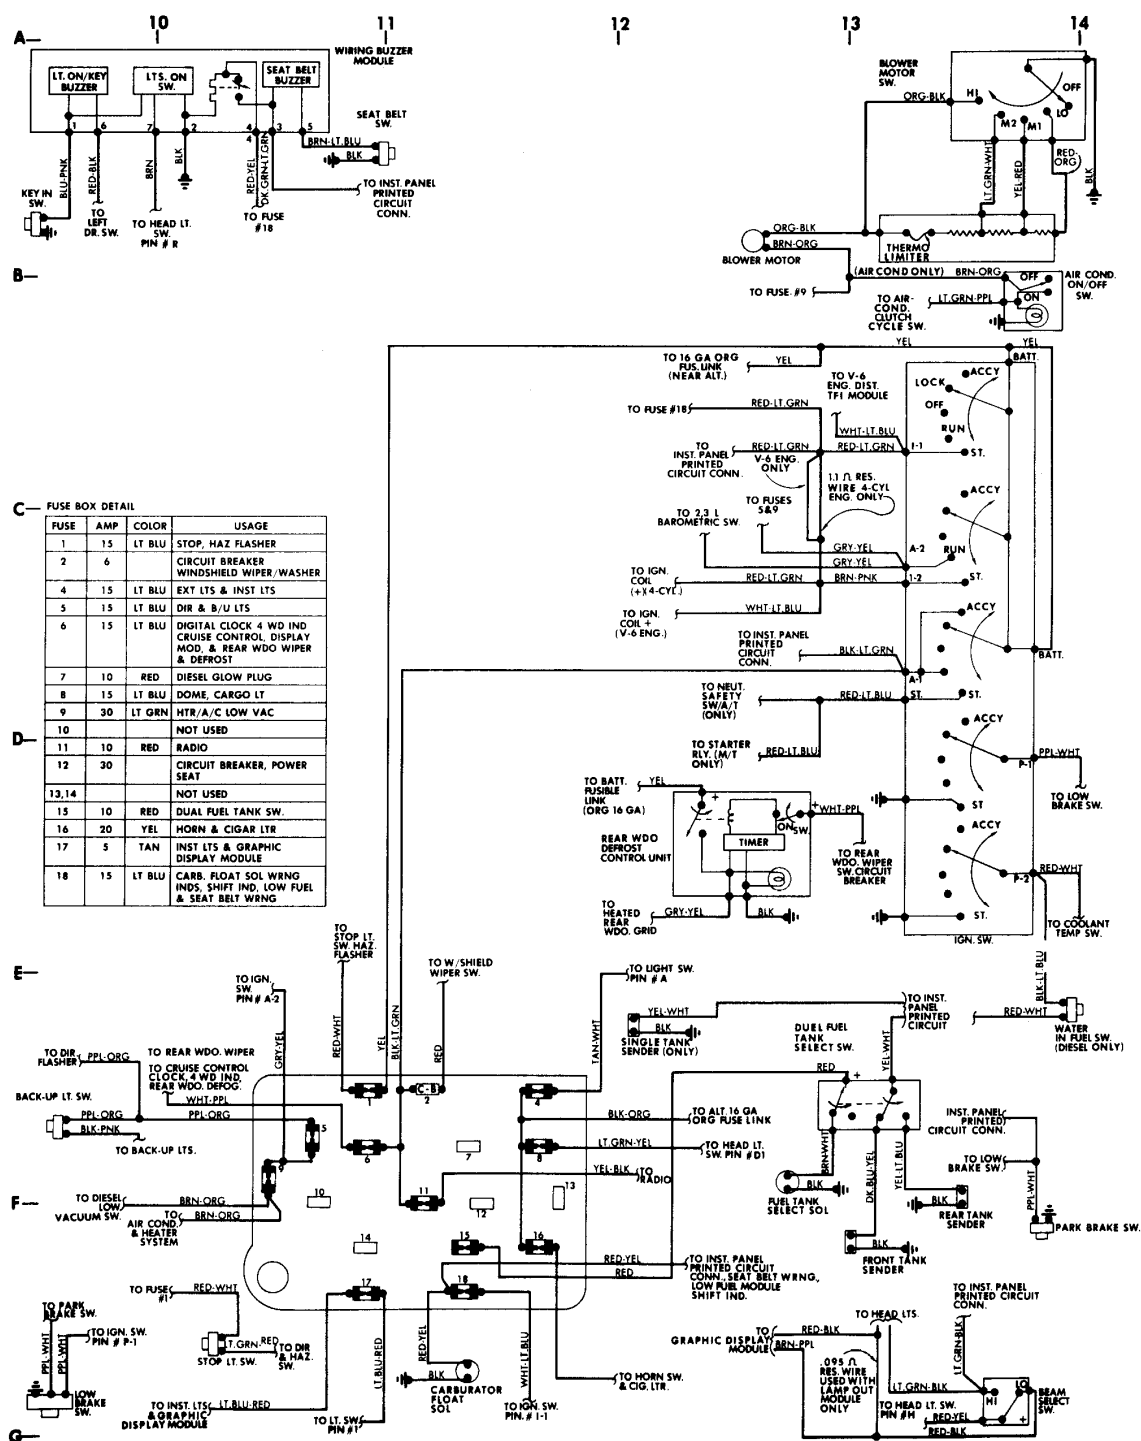 10
11
12
13
14
A—
WIRING BUZZER
MODULE
LT. ON/KEY
BUZZER
LTS. ON
SW.
SEAT BELT
BUZZER
SEAT BELT
SW.
1
6
7
2
4
3
5
4
BRN-LT.BLU
BLK
BLU-PNK
RED-BLK
BRN
BLK
RED-YEL
DK.GRN-LT.GRN
KEY IN
SW.
TO
LEFT
DR. SW.
TO HEAD LT.
SW.
PIN # R
TO FUSE
#18
TO INST. PANEL
PRINTED
CIRCUIT
CONN.
BLOWER
MOTOR
SW.
ORG-BLK
HI
OFF
LO
M2
M1
LT.GRN-WHT
YEL-RED
RED-
ORG
BLK
ORG-BLK
BRN-ORG
BLOWER MOTOR
THERMO
LIMITER
B—
(AIR COND ONLY)
BRN-ORG
OFF
ON
AIR COND.
ON/OFF
SW.
TO FUSE #9
TO AIR-
COND.
CLUTCH
CYCLE SW.
LT.GRN-PPL
YEL
YEL
BATT.
TO 16 GA ORG
FUS. LINK
(NEAR ALT.)
YEL
TO V-6
ENG. DIST.
TFI MODULE
LOCK
ACCY
OFF
RUN
ST.
TO FUSE #18
RED-LT.GRN
WHT-LT.BLU
TO
INST. PANEL
PRINTED
CIRCUIT CONN.
RED-LT.GRN
RED-LT.GRN
I-1
V-6 ENG.
ONLY
1.1 Ω RES.
WIRE 4-CYL
ENG. ONLY
TO FUSES
5&9
ACCY
TO 2.3 L
BAROMETRIC SW.
GRY-YEL
GRY-YEL
A-2
RUN
TO IGN.
COIL
(+)(4-CYL.)
RED-LT.GRN
BRN-PNK
I-2
ST.
TO IGN.
COIL +
(V-6 ENG.)
WHT-LT.BLU
ACCY
TO INST. PANEL
PRINTED
CIRCUIT
CONN.
BLK-LT.GRN
A-1
BATT.
TO NEUT.
SAFETY
SW/A/T
(ONLY)
RED-LT.BLU
ST.
ST.
TO STARTER
RLY. (M/T
ONLY)
RED-LT.BLU
ACCY
PPL-WHT
P-1
TO LOW
BRAKE SW.
ST
TO BATT.
FUSIBLE
LINK
(ORG 16 GA)
YEL
+
REAR WDO
DEFROST
CONTROL UNIT
TIMER
ON
SW.
+
WHT-PPL
TO REAR
WDO. WIPER
SW.CIRCUIT
BREAKER
ACCY
P-2
RED-WHT
TO
HEATED
REAR
WDO. GRID
GRY-YEL
BLK
ST.
TO COOLANT
TEMP SW.
IGN. SW.
C—
FUSE BOX DETAIL
FUSE AMP COLOR USAGE
1 15 LT BLU STOP, HAZ FLASHER
2 6 CIRCUIT BREAKER
WINDSHIELD WIPER/WASHER
4 15 LT BLU EXT LTS & INST LTS
5 15 LT BLU DIR & B/U LTS
6 15 LT BLU DIGITAL CLOCK 4 WD IND
CRUISE CONTROL, DISPLAY
MOD, & REAR WDO WIPER
& DEFROST
7 10 RED DIESEL GLOW PLUG
8 15 LT BLU DOME, CARGO LT
9 30 LT GRN HTR/A/C LOW VAC
10 NOT USED
D—
11 10 RED RADIO
12 30 CIRCUIT BREAKER, POWER
SEAT
13,14 NOT USED
15 10 RED DUAL FUEL TANK SW.
16 20 YEL HORN & CIGAR LTR
17 5 TAN INST LTS & GRAPHIC
DISPLAY MODULE
18 15 LT BLU CARB. FLOAT SOL WRNG
INDS, SHIFT IND, LOW FUEL
& SEAT BELT WRNG
E—
TO
STOP LT.
SW. HAZ.
FLASHER
TO IGN.
SW.
PIN # A-2
TO W/SHIELD
WIPER SW.
GRY-YEL
RED-WHT
YEL
BLK-LT.GRN
RED
TO LIGHT SW.
PIN # A
TAN-WHT
YEL-WHT
BLK
SINGLE TANK
SENDER (ONLY)
TO INST.
PANEL
PRINTED
CIRCUIT
YEL-WHT
RED-WHT
BLK-LT.BLU
WATER
IN FUEL SW.
(DIESEL ONLY)
DUEL FUEL
TANK
SELECT SW.
RED
+
TO DIR
FLASHER
PPL-ORG
TO REAR WDO. WIPER
TO CRUISE CONTROL
CLOCK, 4 WD IND,
REAR WDO. DEFOG.
WHT-PPL
BACK-UP LT. SW.
PPL-ORG
PPL-ORG
BLK-PNK
TO BACK-UP LTS.
1
C-B
2
4
5
6
7
8
9
10
11
12
13
14
15
16
17
18
BLK-ORG
TO ALT.16 GA
ORG FUSE LINK
LT.GRN-YEL
TO HEAD LT.
SW. PIN #D1
YEL-BLK
TO
RADIO
BRN-WHT
BLK
DK.BLU-YEL
YEL-LT BLU
FUEL TANK
SELECT SOL
BLK
REAR TANK
SENDER
BLK
FRONT TANK
SENDER
INST. PANEL
PRINTED
CIRCUIT CONN.
TO LOW
BRAKE SW.
PPL-WHT
PARK BRAKE SW.
F—
TO DIESEL
LOW
VACUUM SW.
BRN-ORG
TO
AIR COND.
& HEATER
SYSTEM
BRN-ORG
RED-YEL
RED
TO INST. PANEL
PRINTED CIRCUIT
CONN., SEAT BELT WRNG,
LOW FUEL MODULE
SHIFT IND.
TO FUSE
#1
RED-WHT
LT.GRN-RED
STOP LT. SW.
TO DIR
& HAZ.
SW.
TO PARK
BRAKE SW.
TO IGN. SW.
PIN # P-1
PPL-WHT
PPL-WHT
LOW
BRAKE
SW.
TO INST. LTS
& GRAPHIC
DISPLAY MODULE
LT.BLU-RED
LT.BLU-RED
TO LT. SW.
PIN #1
RED-YEL
BLK
CARBURATOR
FLOAT
SOL
WHT-LT.BLU
TO IGN. SW.
PIN. # I-1
TO HORN SW.
& CIG. LTR.
TO
GRAPHIC DISPLAY
MODULE
RED-BLK
BRN-PPL
TO HEAD LTS.
TO INST. PANEL
PRINTED CIRCUIT
CONN.
LT.GRN-BLK
.095 Ω
RES. WIRE
USED WITH
LAMP OUT
MODULE
ONLY
LT.GRN-BLK
TO HEAD LT. SW.
PIN #H
RED-YEL
RED-BLK
HI
LO
+
BEAM
SELECT
SW.
G—